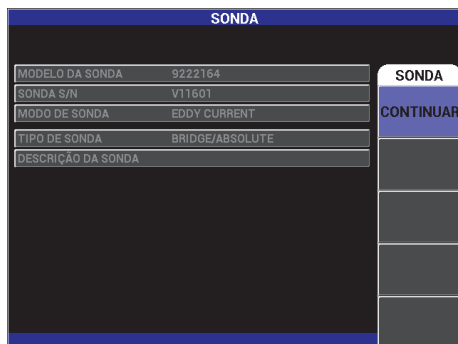 SONDA
MODELO DA SONDA 9222164
SONDA S/N V11601
MODO DE SONDA EDDY CURRENT
TIPO DE SONDA BRIDGE/ABSOLUTE
DESCRIÇÃO DA SONDA
SONDA
CONTINUAR